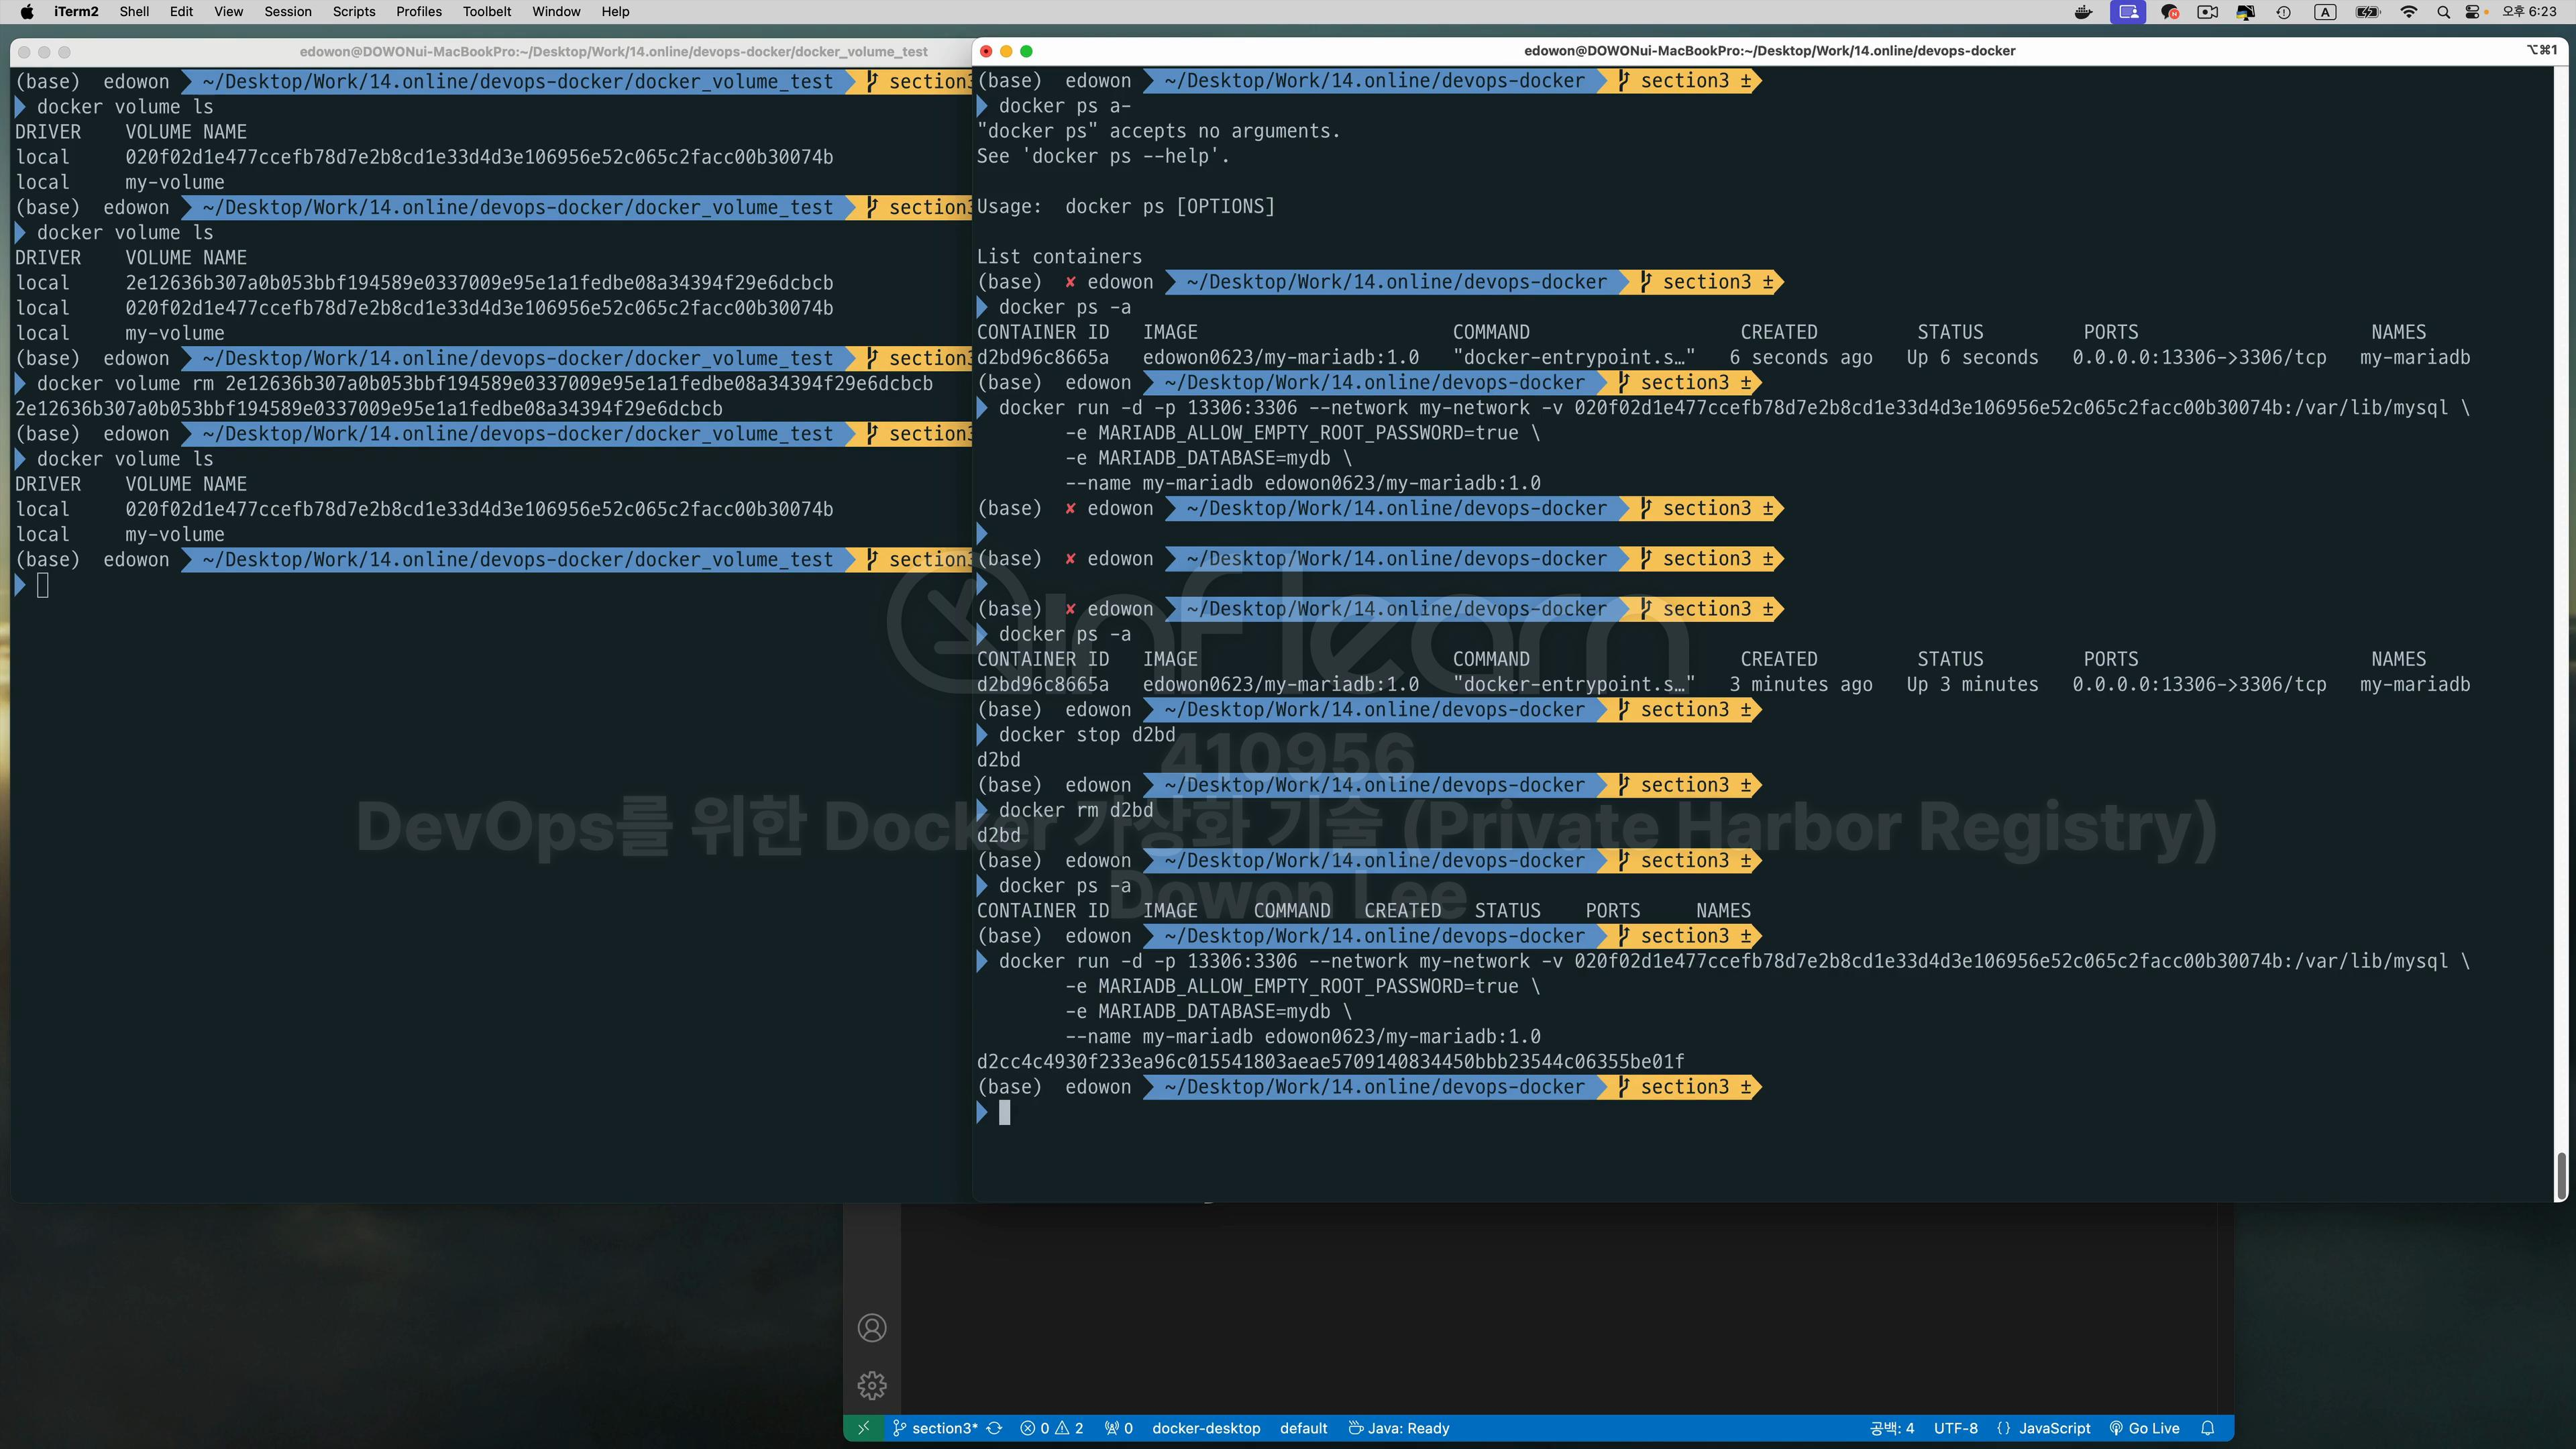 iTerm2 Shell Edit View Session Scripts Profiles Toolbelt Window Help
A 오후 6:23
edowon@DOWONui-MacBookPro:~/Desktop/Work/14.online/devops-docker/docker_volume_test
(base) edowon ~/Desktop/Work/14.online/devops-docker/docker_volume_test section3
docker volume ls
DRIVER VOLUME NAME
local 020f02d1e477ccefb78d7e2b8cd1e33d4d3e106956e52c065c2facc00b30074b
local my-volume
(base) edowon ~/Desktop/Work/14.online/devops-docker/docker_volume_test section3
docker volume ls
DRIVER VOLUME NAME
local 2e12636b307a0b053bbf194589e0337009e95e1a1fedbe08a34394f29e6dcbcb
local 020f02d1e477ccefb78d7e2b8cd1e33d4d3e106956e52c065c2facc00b30074b
local my-volume
(base) edowon ~/Desktop/Work/14.online/devops-docker/docker_volume_test section3
docker volume rm 2e12636b307a0b053bbf194589e0337009e95e1a1fedbe08a34394f29e6dcbcb
2e12636b307a0b053bbf194589e0337009e95e1a1fedbe08a34394f29e6dcbcb
(base) edowon ~/Desktop/Work/14.online/devops-docker/docker_volume_test section3
docker volume ls
DRIVER VOLUME NAME
local 020f02d1e477ccefb78d7e2b8cd1e33d4d3e106956e52c065c2facc00b30074b
local my-volume
(base) edowon ~/Desktop/Work/14.online/devops-docker/docker_volume_test section3
edowon@DOWONui-MacBookPro:~/Desktop/Work/14.online/devops-docker ⌥⌘1
(base) edowon ~/Desktop/Work/14.online/devops-docker section3 ±
docker ps a-
"docker ps" accepts no arguments.
See 'docker ps --help'.
Usage: docker ps [OPTIONS]
List containers
(base) ✘ edowon ~/Desktop/Work/14.online/devops-docker section3 ±
docker ps -a
CONTAINER ID IMAGE COMMAND CREATED STATUS PORTS NAMES
d2bd96c8665a edowon0623/my-mariadb:1.0 "docker-entrypoint.s…" 6 seconds ago Up 6 seconds 0.0.0.0:13306->3306/tcp my-mariadb
(base) edowon ~/Desktop/Work/14.online/devops-docker section3 ±
docker run -d -p 13306:3306 --network my-network -v 020f02d1e477ccefb78d7e2b8cd1e33d4d3e106956e52c065c2facc00b30074b:/var/lib/mysql \
-e MARIADB_ALLOW_EMPTY_ROOT_PASSWORD=true \
-e MARIADB_DATABASE=mydb \
--name my-mariadb edowon0623/my-mariadb:1.0
(base) ✘ edowon ~/Desktop/Work/14.online/devops-docker section3 ±
(base) ✘ edowon ~/Desktop/Work/14.online/devops-docker section3 ±
(base) ✘ edowon ~/Desktop/Work/14.online/devops-docker section3 ±
docker ps -a
CONTAINER ID IMAGE COMMAND CREATED STATUS PORTS NAMES
d2bd96c8665a edowon0623/my-mariadb:1.0 "docker-entrypoint.s…" 3 minutes ago Up 3 minutes 0.0.0.0:13306->3306/tcp my-mariadb
(base) edowon ~/Desktop/Work/14.online/devops-docker section3 ±
docker stop d2bd
d2bd
(base) edowon ~/Desktop/Work/14.online/devops-docker section3 ±
docker rm d2bd
d2bd
(base) edowon ~/Desktop/Work/14.online/devops-docker section3 ±
docker ps -a
CONTAINER ID IMAGE COMMAND CREATED STATUS PORTS NAMES
(base) edowon ~/Desktop/Work/14.online/devops-docker section3 ±
docker run -d -p 13306:3306 --network my-network -v 020f02d1e477ccefb78d7e2b8cd1e33d4d3e106956e52c065c2facc00b30074b:/var/lib/mysql \
-e MARIADB_ALLOW_EMPTY_ROOT_PASSWORD=true \
-e MARIADB_DATABASE=mydb \
--name my-mariadb edowon0623/my-mariadb:1.0
d2cc4c4930f233ea96c015541803aeae5709140834450bbb23544c06355be01f
(base) edowon ~/Desktop/Work/14.online/devops-docker section3 ±
inflearn
410956
DevOps를 위한 Docker 가상화 기술 (Private Harbor Registry)
Dowon Lee
section3* 0 2 0 docker-desktop default Java: Ready 공백: 4 UTF-8 {} JavaScript Go Live